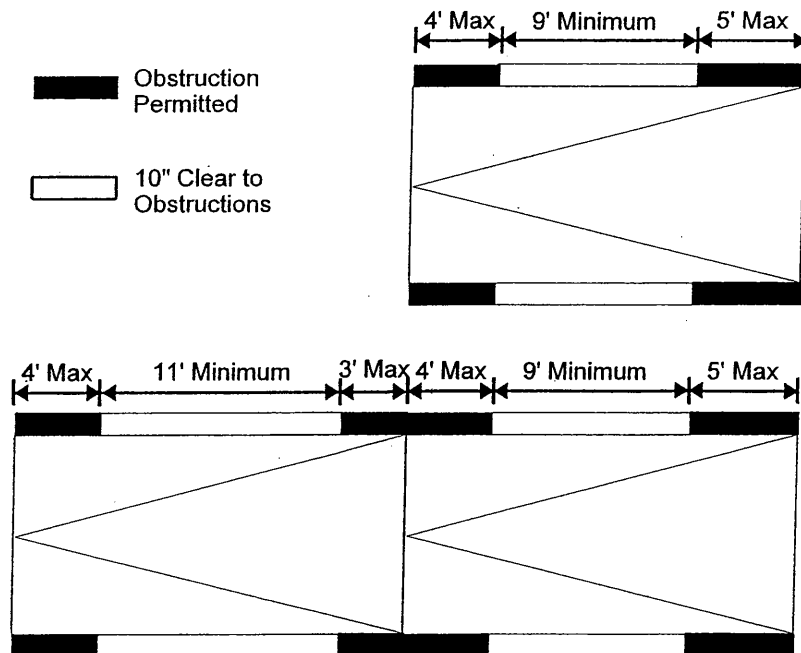 4' Max 9' Minimum 5' Max
Obstruction
Permitted
10" Clear to
Obstructions
4' Max 11' Minimum 3' Max 4' Max 9' Minimum 5' Max